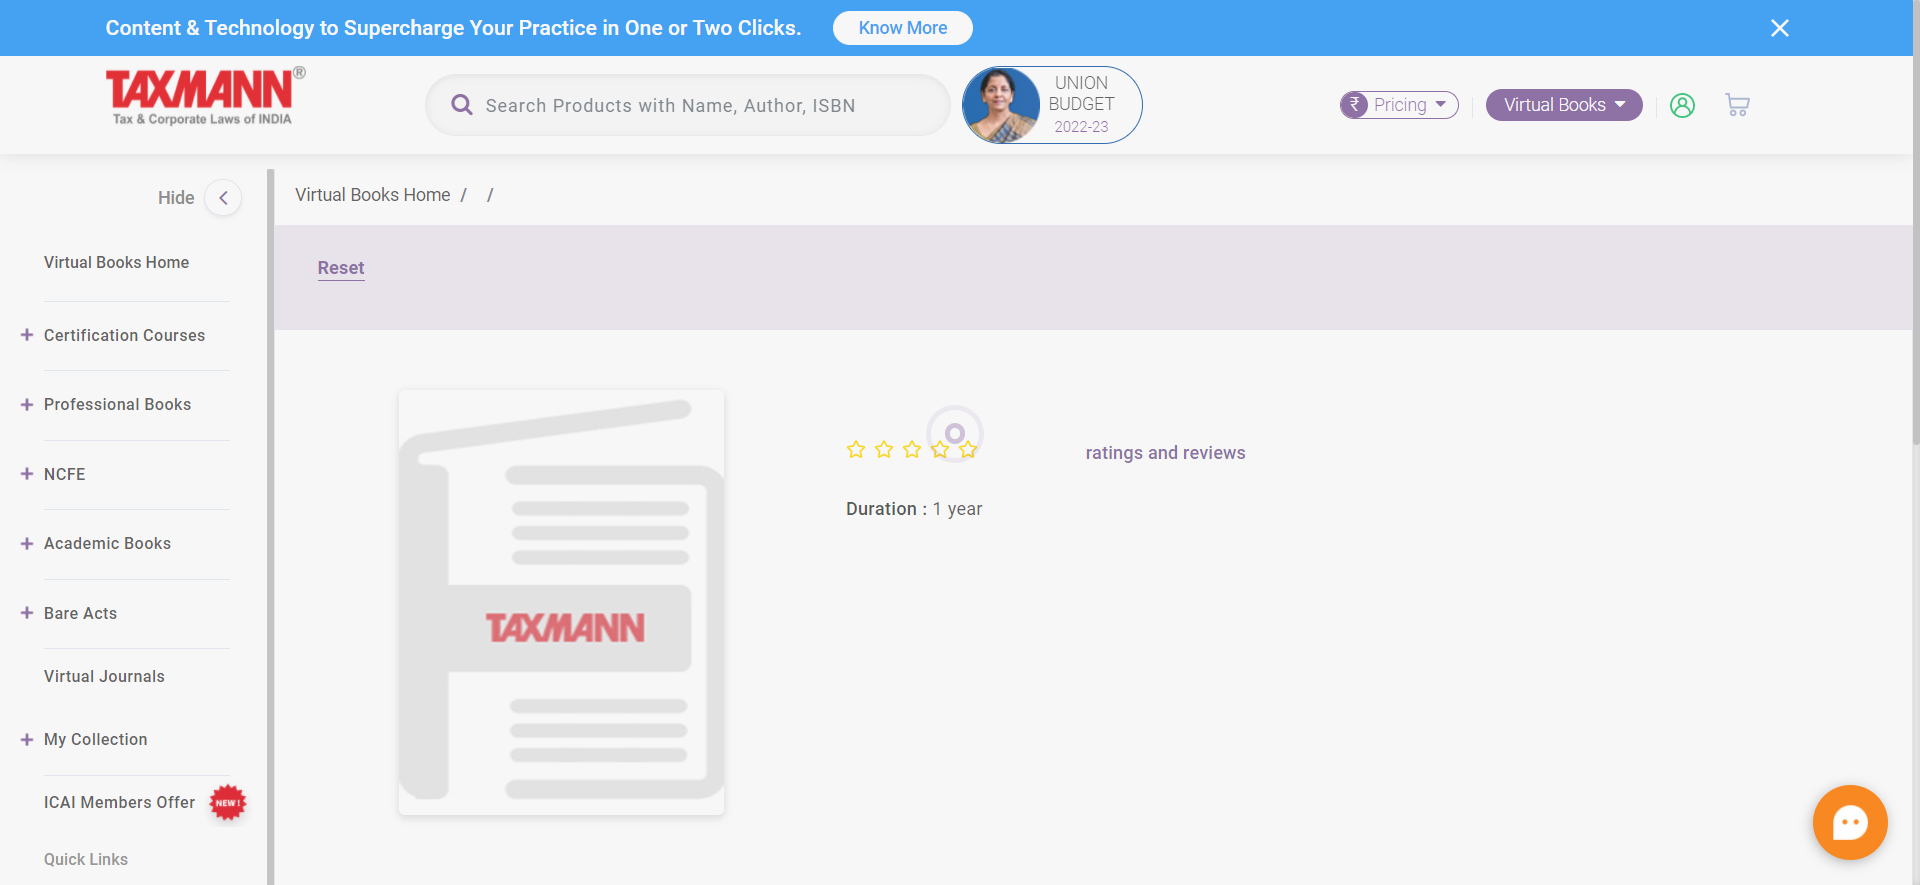 Content & Technology to Supercharge Your Practice in One or Two Clicks.
Know More
TAXMANN®
Tax & Corporate Laws of INDIA
Search Products with Name, Author, ISBN
UNION
BUDGET
2022-23
₹ Pricing
Virtual Books
Hide
Virtual Books Home / /
Virtual Books Home
Reset
+ Certification Courses
+ Professional Books
+ NCFE
+ Academic Books
+ Bare Acts
Virtual Journals
+ My Collection
ICAI Members Offer
NEW !
Quick Links
TAXMANN
ratings and reviews
Duration : 1 year